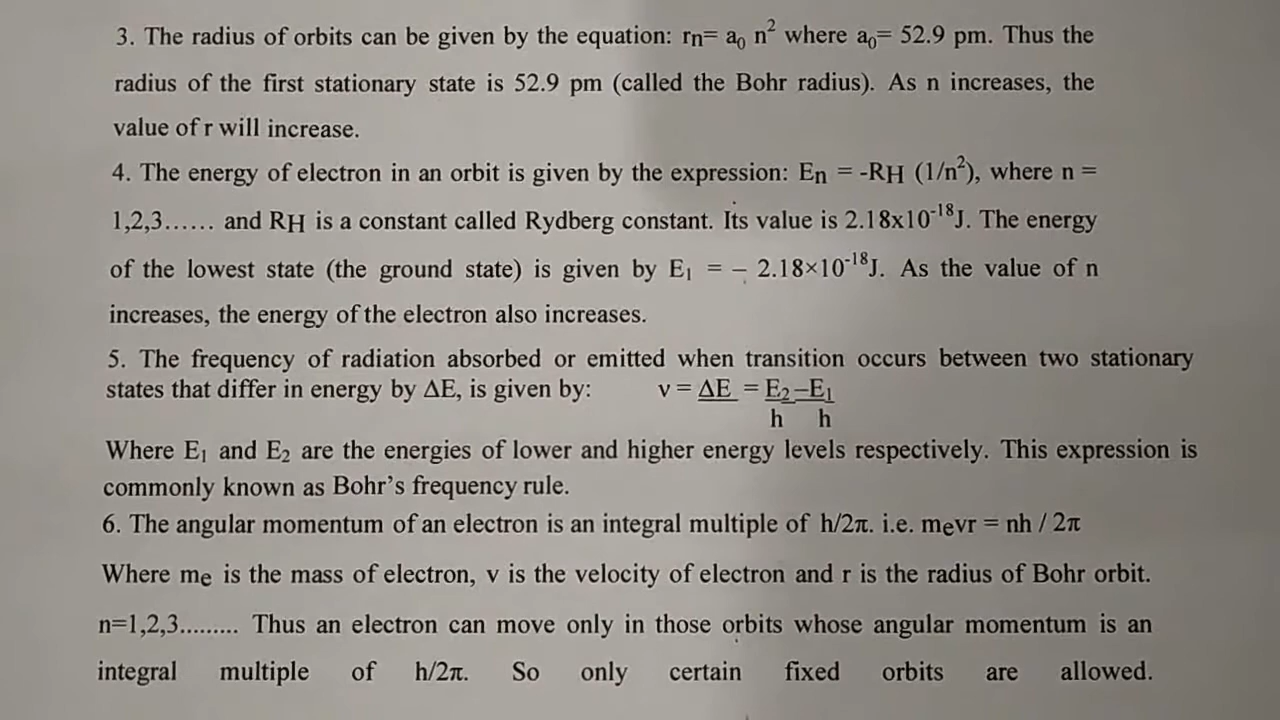 3. The radius of orbits can be given by the equation: rn= a₀ n² where a₀= 52.9 pm. Thus the
radius of the first stationary state is 52.9 pm (called the Bohr radius). As n increases, the
value of r will increase.
4. The energy of electron in an orbit is given by the expression: En = -RH (1/n²), where n =
1,2,3...... and RH is a constant called Rydberg constant. Its value is 2.18x10⁻¹⁸J. The energy
of the lowest state (the ground state) is given by E₁ = – 2.18×10⁻¹⁸J. As the value of n
increases, the energy of the electron also increases.
5. The frequency of radiation absorbed or emitted when transition occurs between two stationary
states that differ in energy by ΔE, is given by: ν = ΔE = E₂–E₁
h h
Where E₁ and E₂ are the energies of lower and higher energy levels respectively. This expression is
commonly known as Bohr’s frequency rule.
6. The angular momentum of an electron is an integral multiple of h/2π. i.e. mevr = nh / 2π
Where me is the mass of electron, v is the velocity of electron and r is the radius of Bohr orbit.
n=1,2,3......... Thus an electron can move only in those orbits whose angular momentum is an
integral multiple of h/2π. So only certain fixed orbits are allowed.